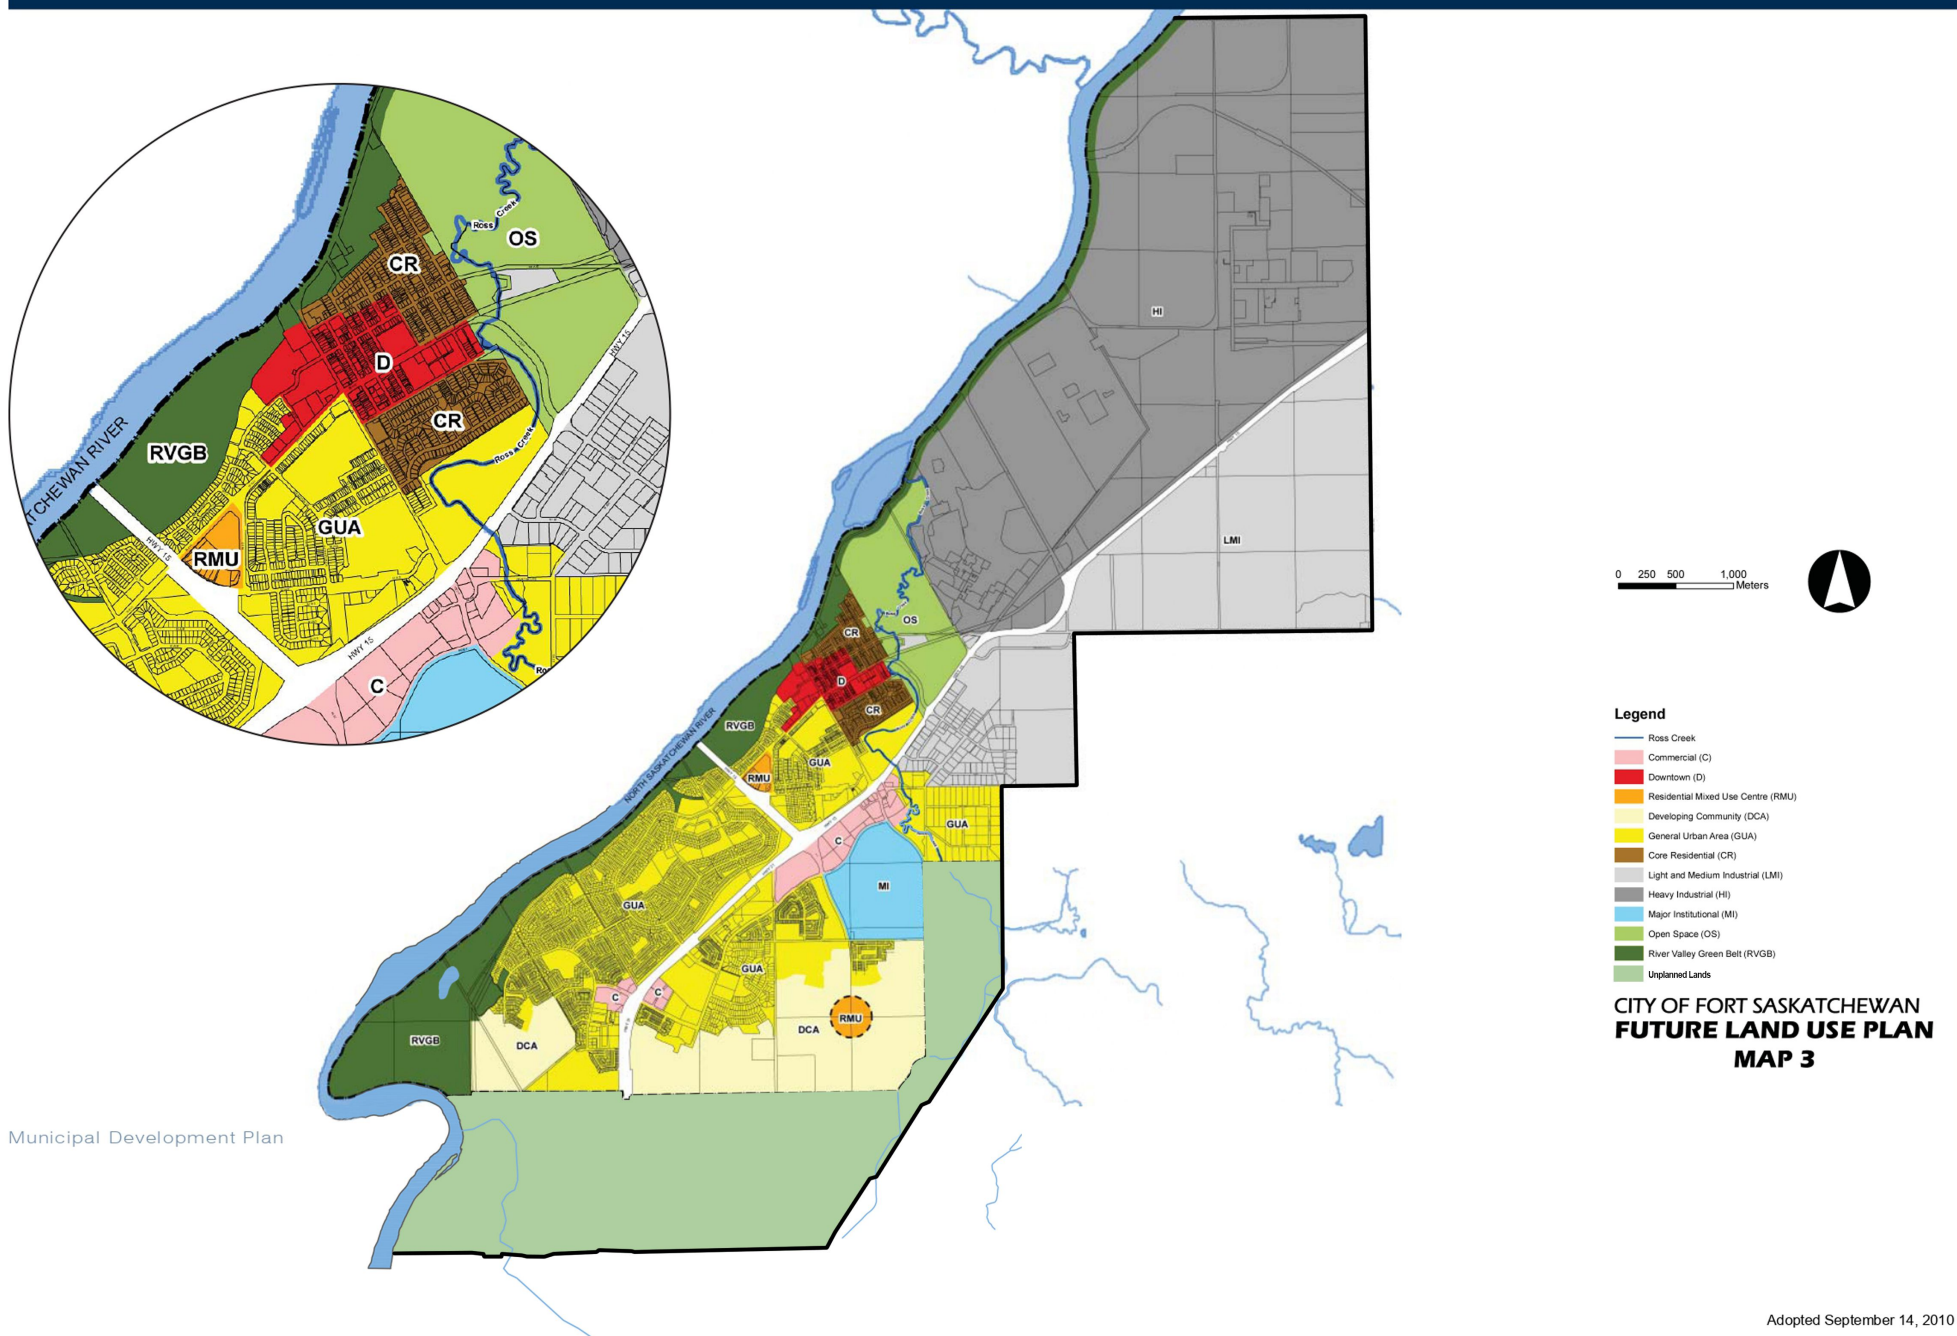 OS
Ross
Creek
CR
D
HWY 15
CR
Ross Creek
RVGB
ATCHEWAN RIVER
GUA
HWY 15
RMU
HWY 15
C
HI
LMI
OS
CR
D
CR
RVGB
NORTH SASKATCHEWAN RIVER
GUA
RMU
C
GUA
MI
GUA
GUA
C
C
RMU
DCA
DCA
RVGB
0 250 500 1,000
Meters
Legend
Ross Creek
Commercial (C)
Downtown (D)
Residential Mixed Use Centre (RMU)
Developing Community (DCA)
General Urban Area (GUA)
Core Residential (CR)
Light and Medium Industrial (LMI)
Heavy Industrial (HI)
Major Institutional (MI)
Open Space (OS)
River Valley Green Belt (RVGB)
Unplanned Lands
CITY OF FORT SASKATCHEWAN
FUTURE LAND USE PLAN
MAP 3
Municipal Development Plan
Adopted September 14, 2010